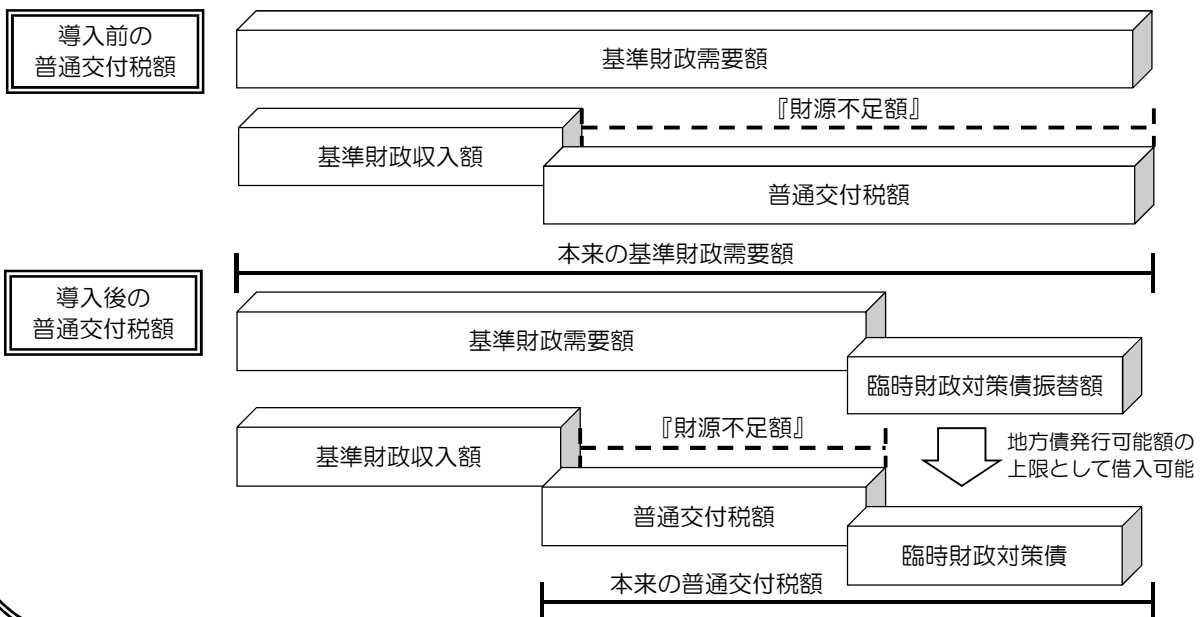 導入前の
普通交付税額
基準財政需要額
『財源不足額』
基準財政収入額
普通交付税額
本来の基準財政需要額
導入後の
普通交付税額
基準財政需要額
臨時財政対策債振替額
『財源不足額』
基準財政収入額
地方債発行可能額の
上限として借入可能
普通交付税額
臨時財政対策債
本来の普通交付税額